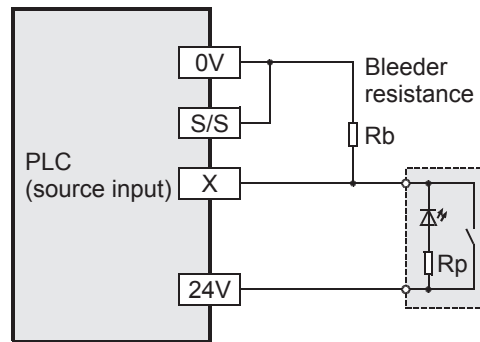 0V
Bleeder
resistance
S/S
Rb
PLC
(source input)
X
Rp
24V